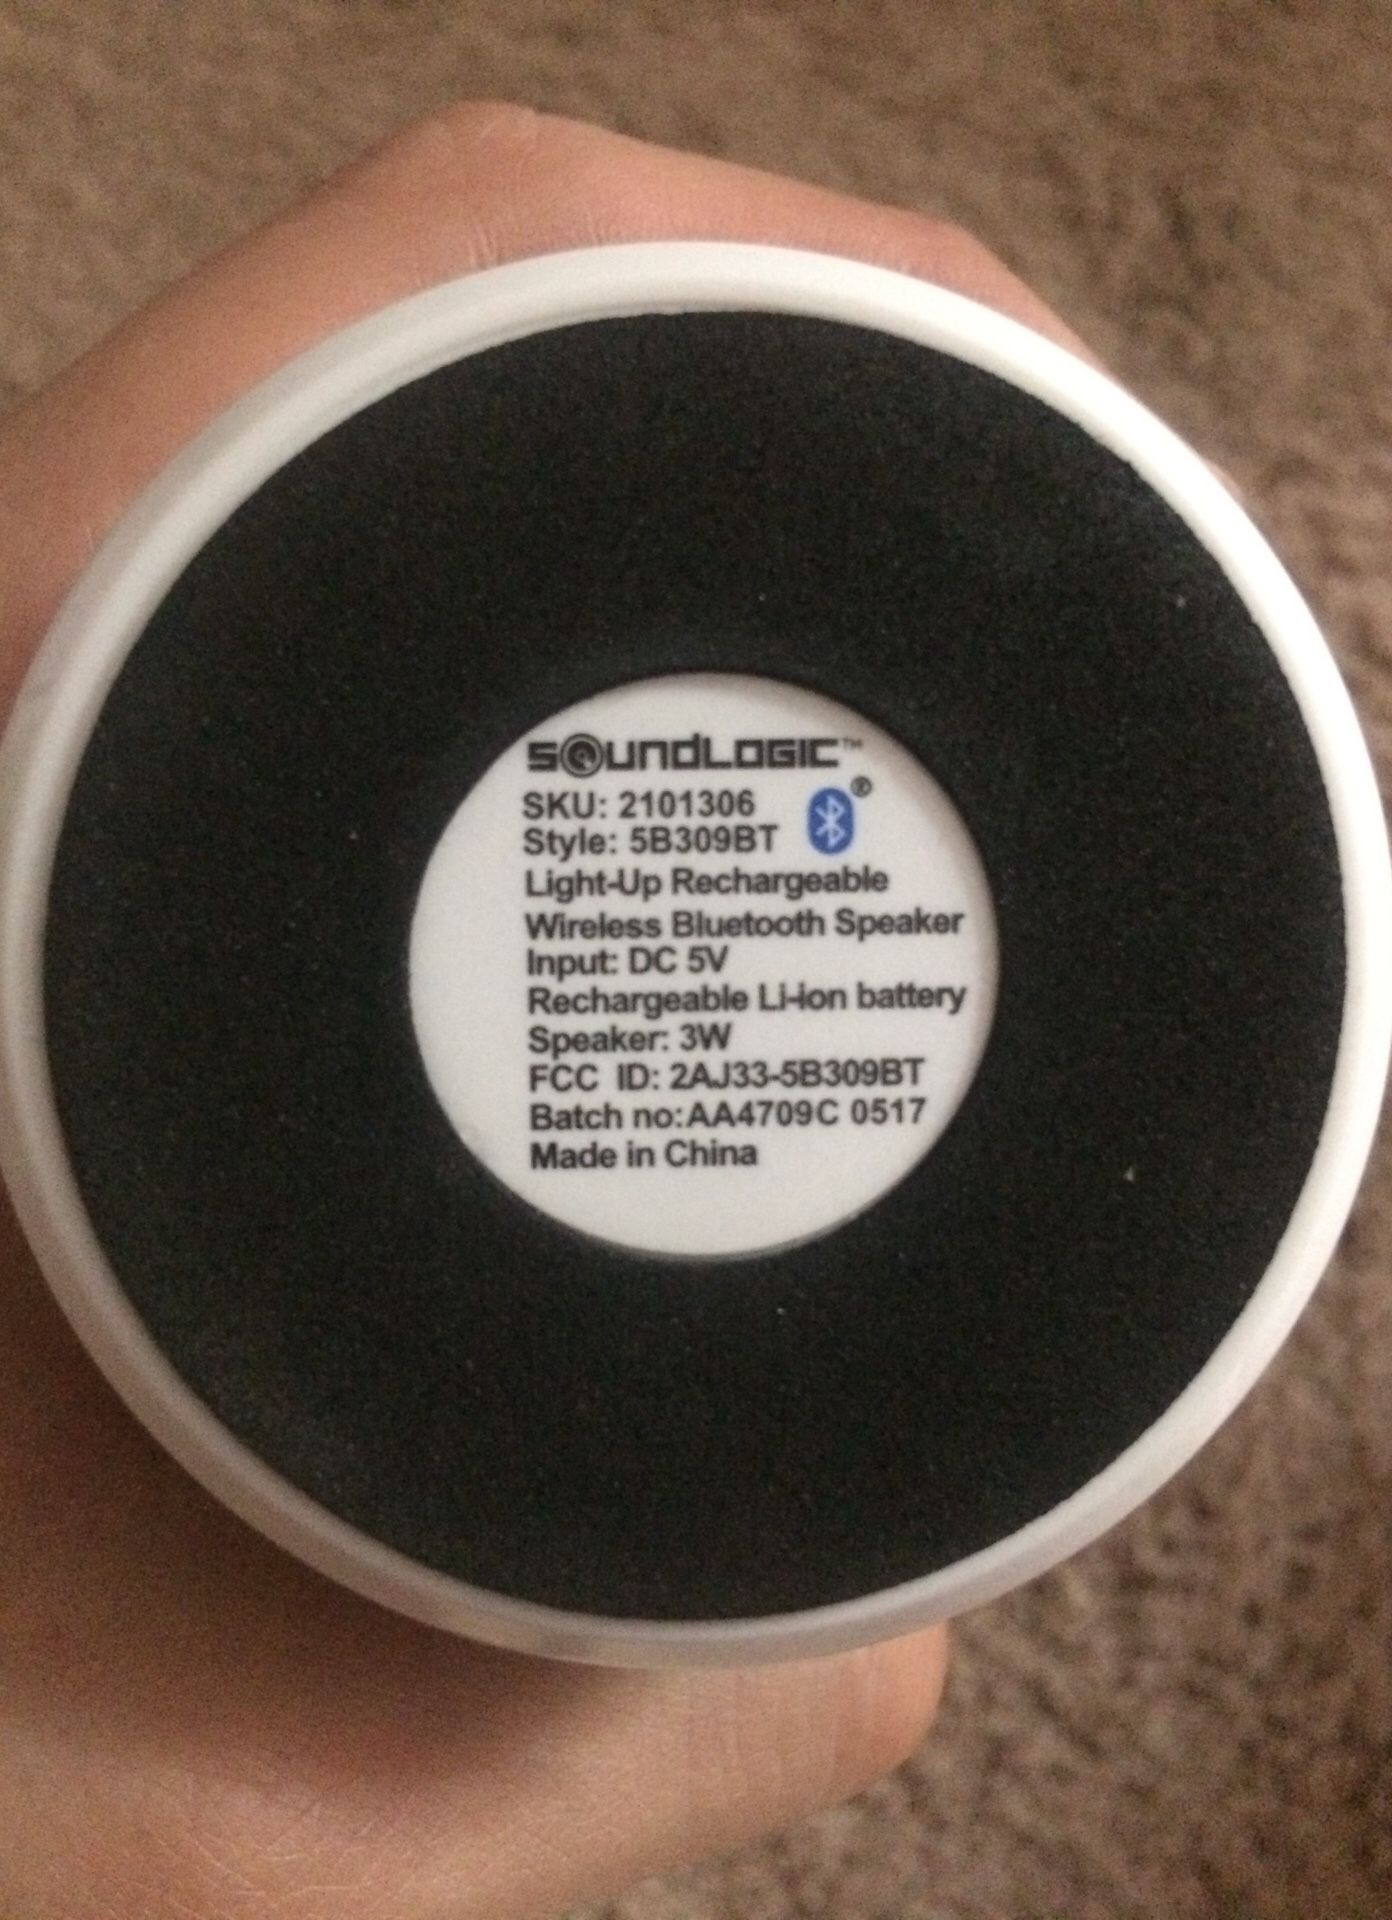 SOUNDLOGIC™
SKU: 2101306
Style: 5B309BT
Light-Up Rechargeable
Wireless Bluetooth Speaker
Input: DC 5V
Rechargeable Li-ion battery
Speaker: 3W
FCC ID: 2AJ33-5B309BT
Batch no:AA4709C 0517
Made in China